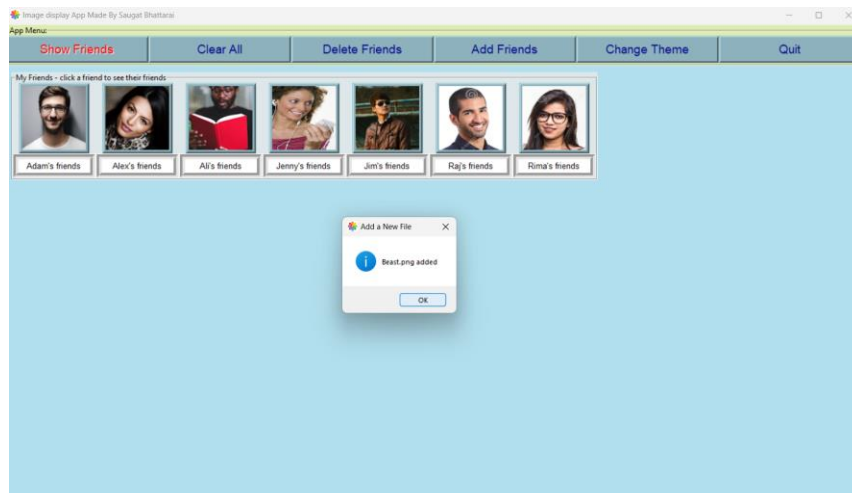 Image display App Made By Saugat Bhattarai
App Menu:
Show Friends Clear All Delete Friends Add Friends Change Theme Quit
My Friends - click a friend to see their friends
Adam's friends Alex's friends Ali's friends Jenny's friends Jim's friends Raj's friends Rima's friends
Add a New File
Beast.png added
OK